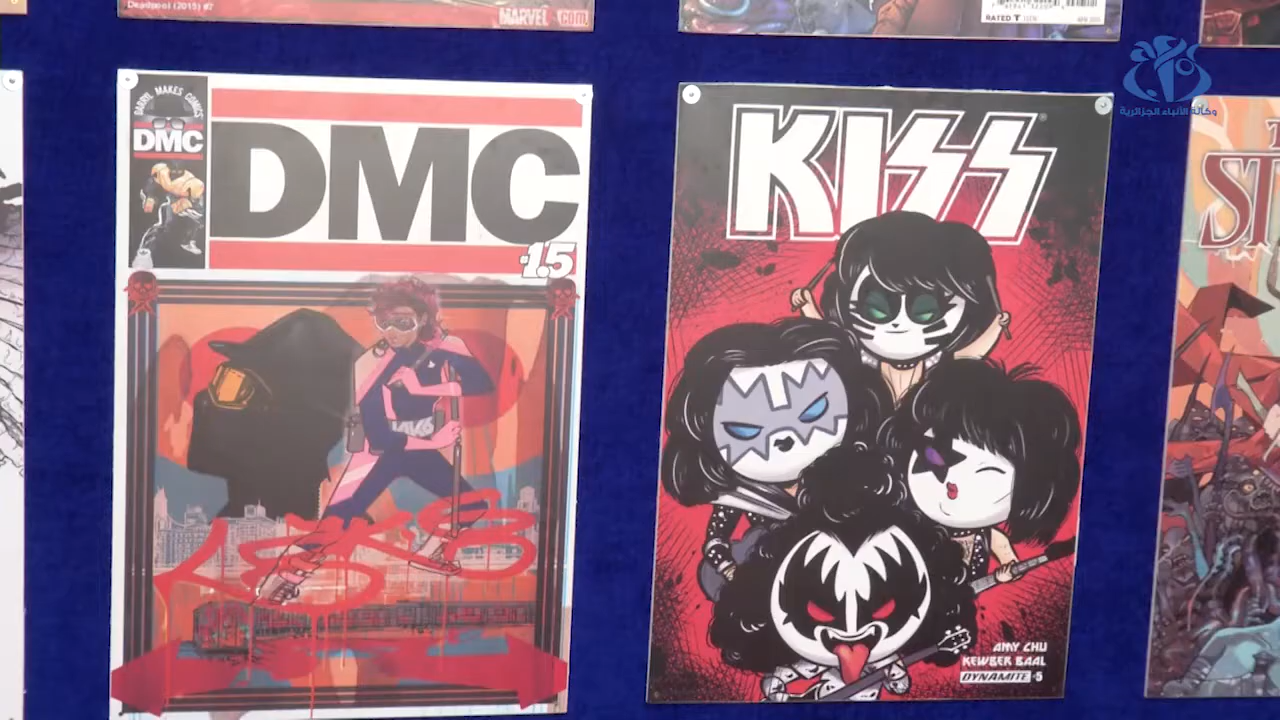 Deadpool (2015) #7
MARVEL.COM
RATED T
وكالة الأنباء الجزائرية
DARRYL MAKES COMICS
DMC
DMC
-1.5
KISS
AMY CHU
KEWBER BAAL
DYNAMITE #5
ST